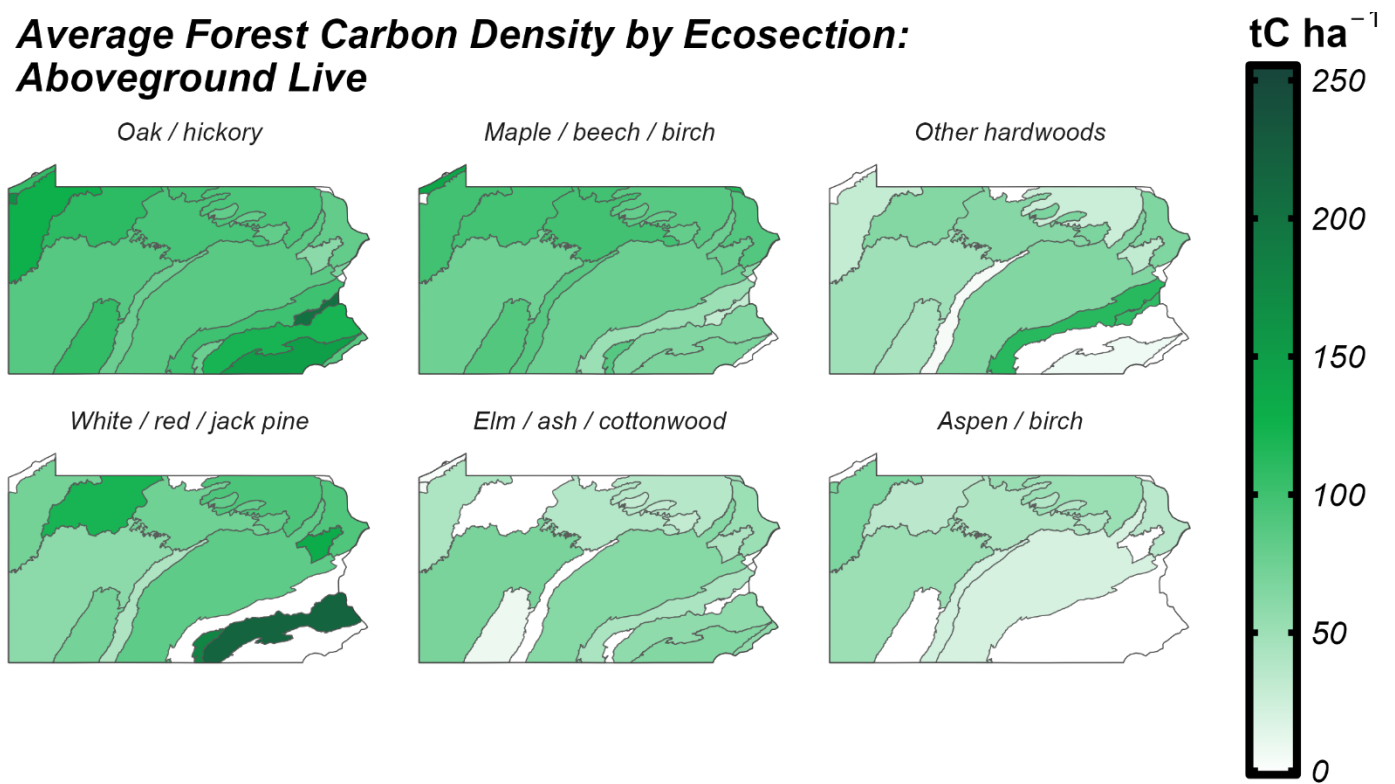 Average Forest Carbon Density by Ecosection:
Aboveground Live
tC ha⁻¹
Oak / hickory
Maple / beech / birch
Other hardwoods
White / red / jack pine
Elm / ash / cottonwood
Aspen / birch
250
200
150
100
50
0